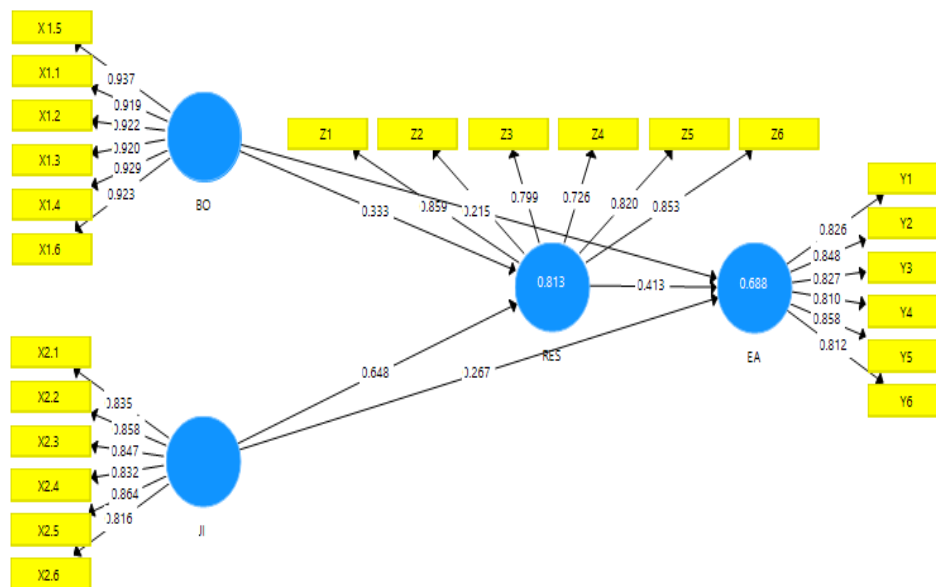 X 1.5
X1.1
X1.2
X1.3
X1.4
X1.6
0.937
0.919
0.922
0.920
0.929
0.923
BO
Z1
Z2
Z3
Z4
Z5
Z6
0.333
0.859
0.215
0.799
0.726
0.820
0.853
0.813
RES
0.413
0.688
EA
0.826
0.848
0.827
0.810
0.858
0.812
Y1
Y2
Y3
Y4
Y5
Y6
0.648
0.267
X2.1
X2.2
X2.3
X2.4
X2.5
X2.6
0.835
0.858
0.847
0.832
0.864
0.816
JI